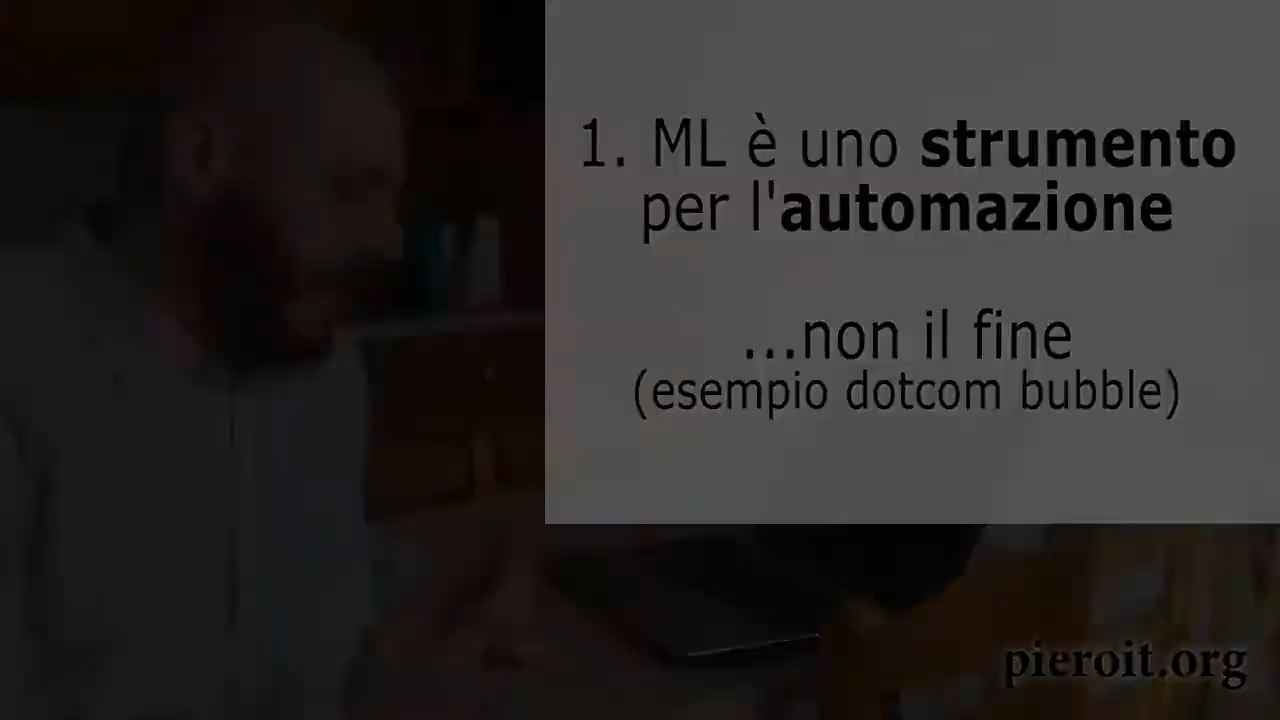 1. ML è uno strumento
per l'automazione
...non il fine
(esempio dotcom bubble)
pieroit.org